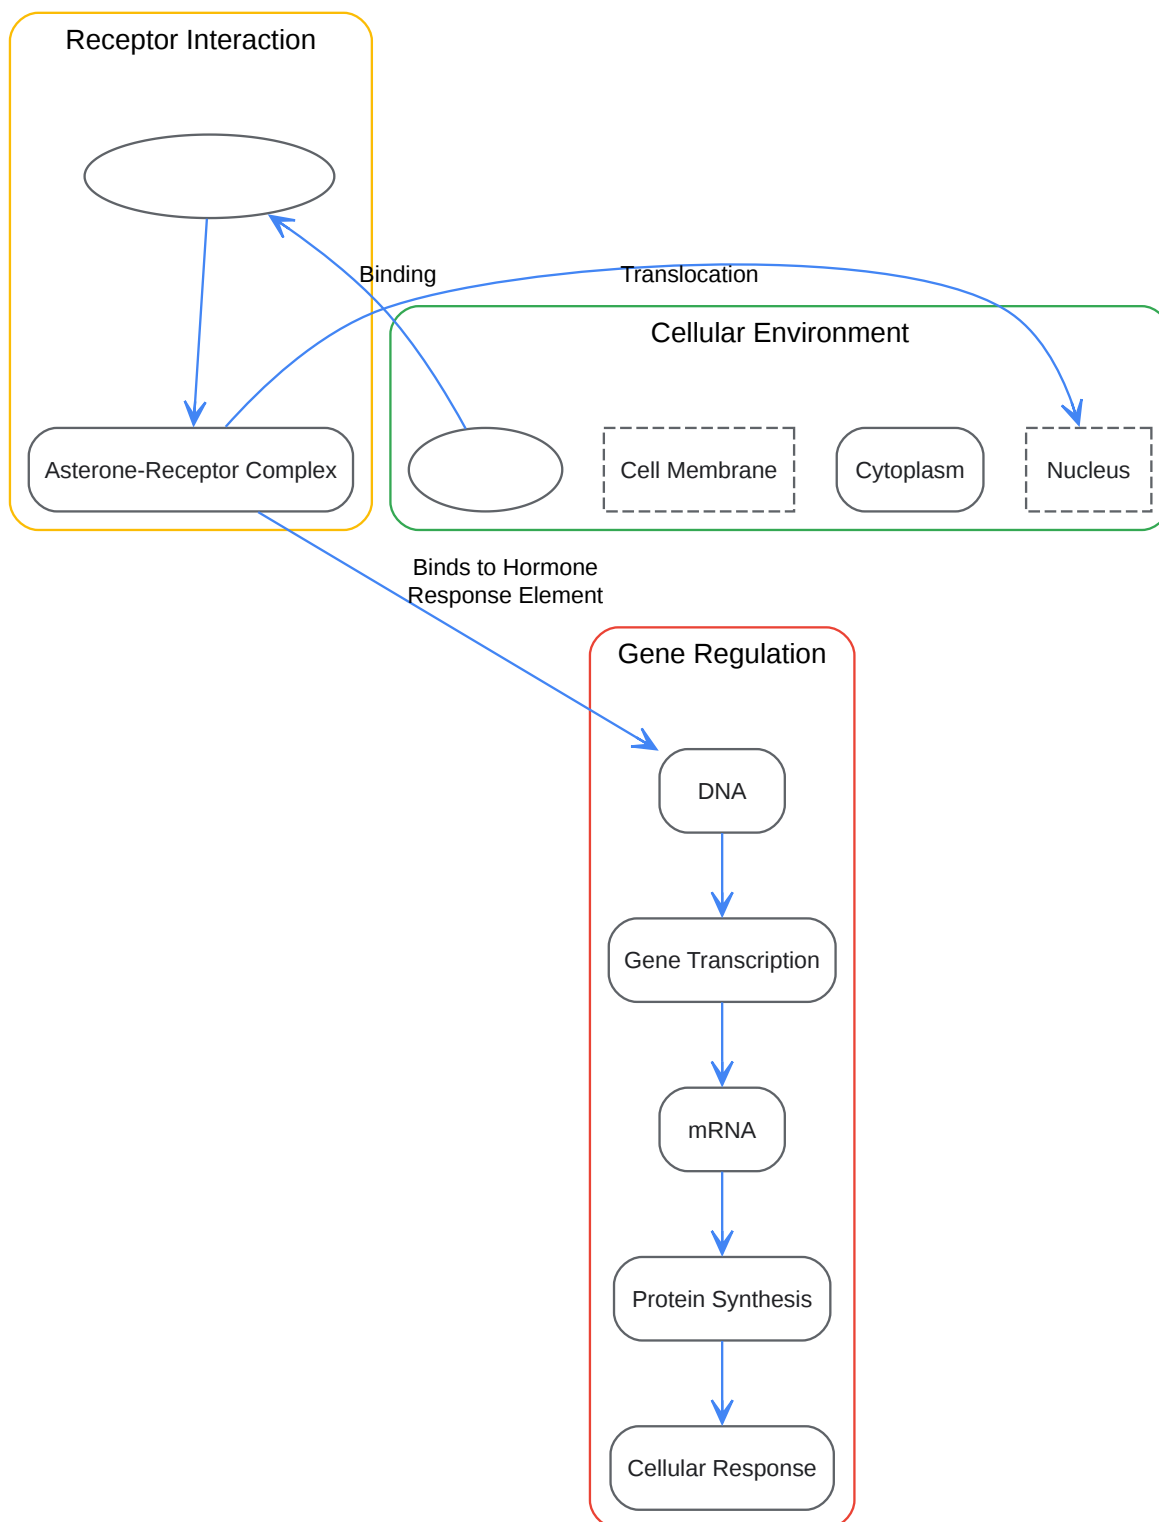 Receptor Interaction
Binding
Translocation
Cellular Environment
Asterone-Receptor Complex
Cell Membrane
Cytoplasm
Nucleus
Binds to Hormone
Response Element
Gene Regulation
DNA
Gene Transcription
mRNA
Protein Synthesis
Cellular Response